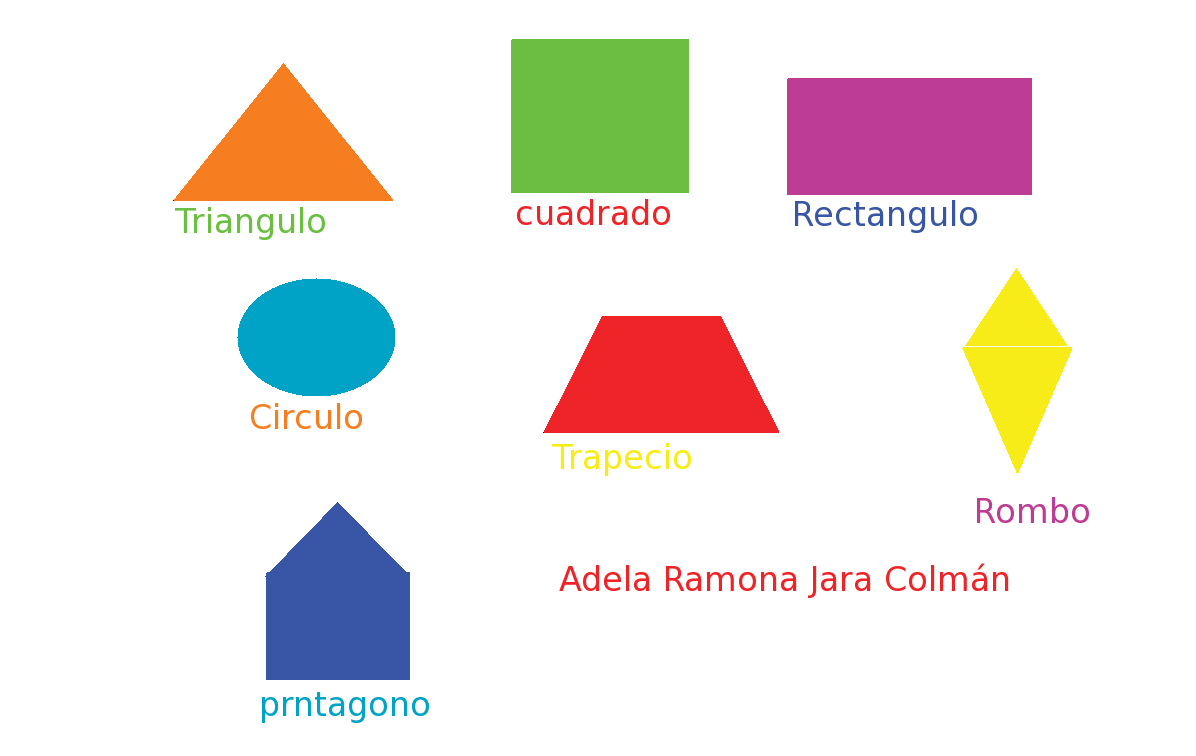 Triangulo
cuadrado
Rectangulo
Circulo
Trapecio
Rombo
Adela Ramona Jara Colmán
prntagono